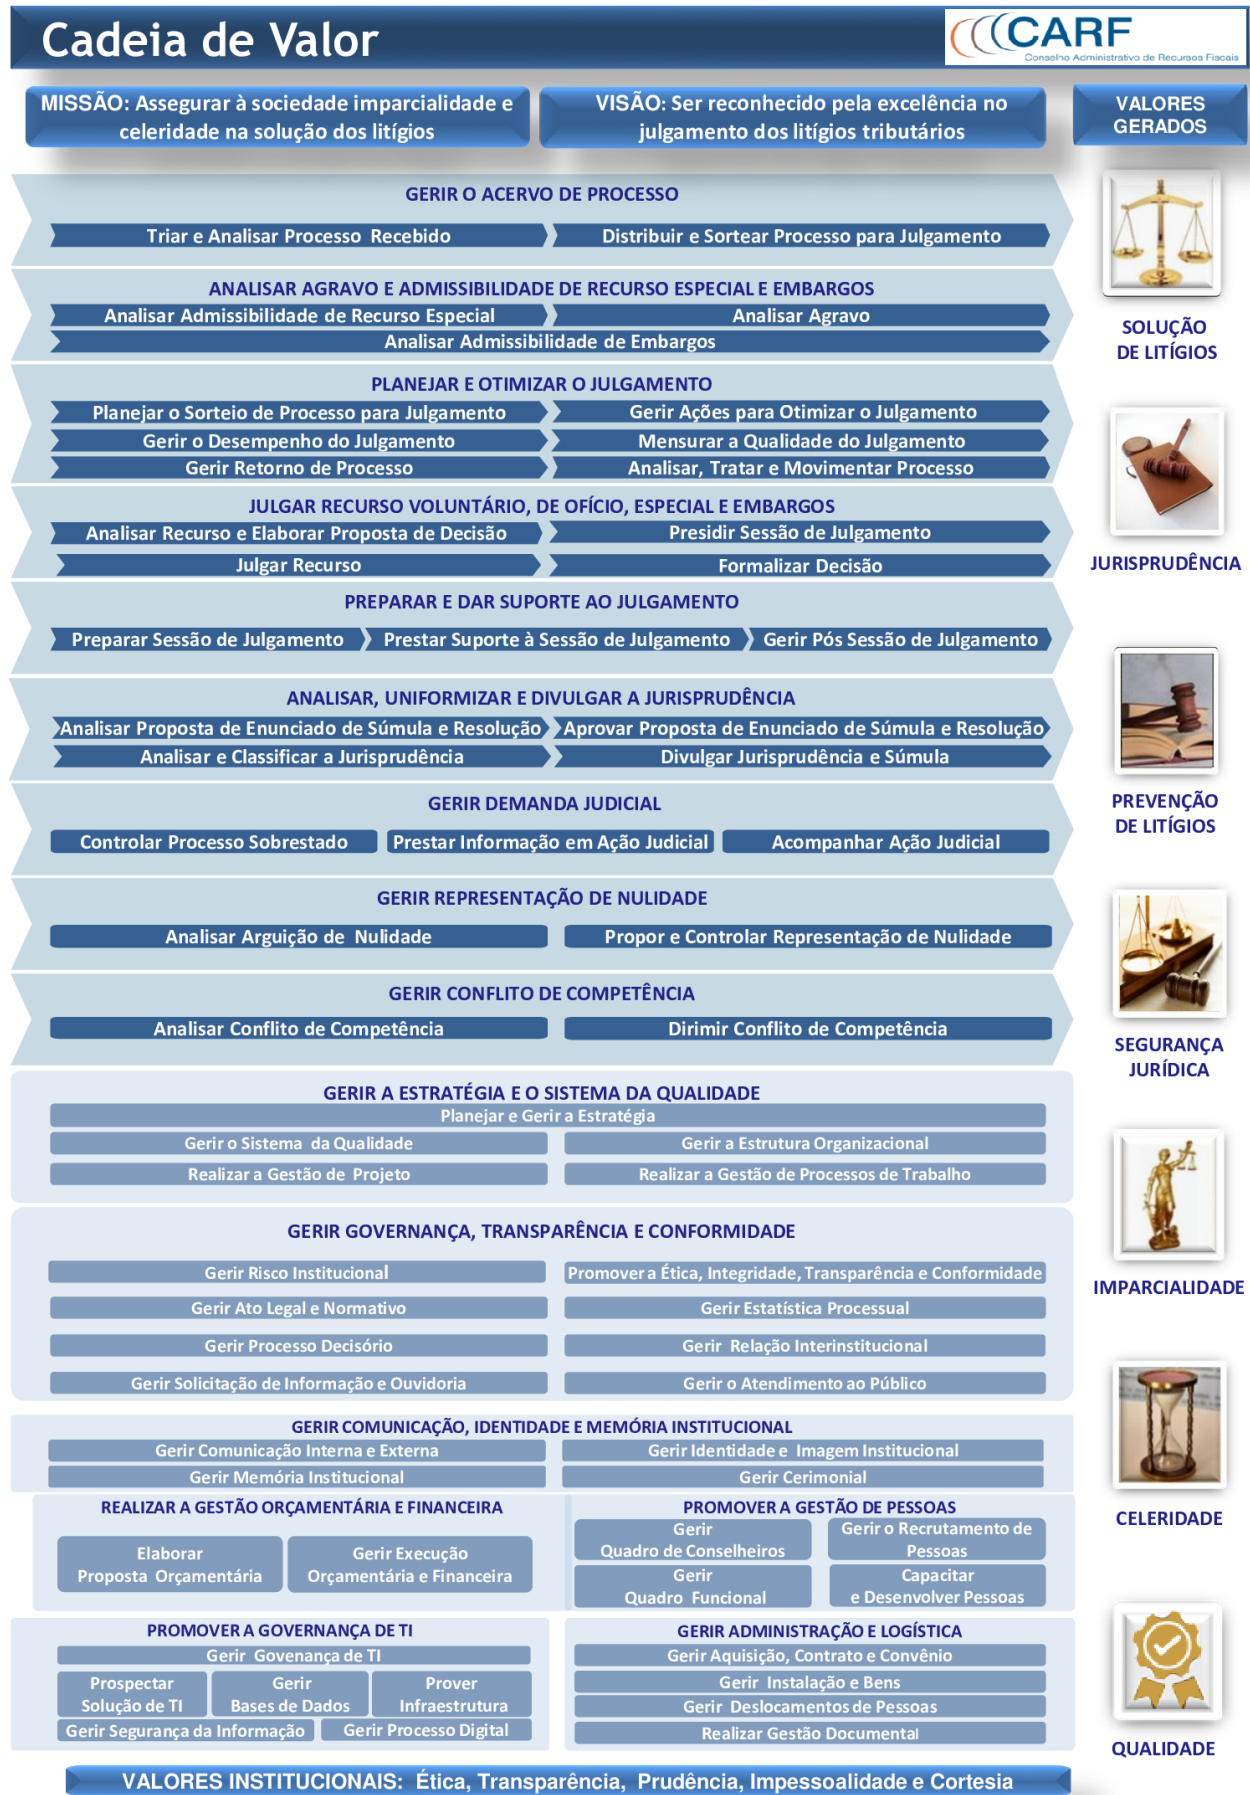 Cadeia de Valor
CARF
Conselho Administrativo de Recursos Fiscais
MISSÃO: Assegurar à sociedade imparcialidade e
celeridade na solução dos litígios
VISÃO: Ser reconhecido pela excelência no
julgamento dos litígios tributários
VALORES
GERADOS
GERIR O ACERVO DE PROCESSO
Triar e Analisar Processo Recebido
Distribuir e Sortear Processo para Julgamento
ANALISAR AGRAVO E ADMISSIBILIDADE DE RECURSO ESPECIAL E EMBARGOS
Analisar Admissibilidade de Recurso Especial
Analisar Agravo
Analisar Admissibilidade de Embargos
PLANEJAR E OTIMIZAR O JULGAMENTO
Planejar o Sorteio de Processo para Julgamento
Gerir Ações para Otimizar o Julgamento
Gerir o Desempenho do Julgamento
Mensurar a Qualidade do Julgamento
Gerir Retorno de Processo
Analisar, Tratar e Movimentar Processo
JULGAR RECURSO VOLUNTÁRIO, DE OFÍCIO, ESPECIAL E EMBARGOS
Analisar Recurso e Elaborar Proposta de Decisão
Presidir Sessão de Julgamento
Julgar Recurso
Formalizar Decisão
PREPARAR E DAR SUPORTE AO JULGAMENTO
Preparar Sessão de Julgamento
Prestar Suporte à Sessão de Julgamento
Gerir Pós Sessão de Julgamento
ANALISAR, UNIFORMIZAR E DIVULGAR A JURISPRUDÊNCIA
Analisar Proposta de Enunciado de Súmula e Resolução
Aprovar Proposta de Enunciado de Súmula e Resolução
Analisar e Classificar a Jurisprudência
Divulgar Jurisprudência e Súmula
GERIR DEMANDA JUDICIAL
Controlar Processo Sobrestado
Prestar Informação em Ação Judicial
Acompanhar Ação Judicial
GERIR REPRESENTAÇÃO DE NULIDADE
Analisar Arguição de Nulidade
Propor e Controlar Representação de Nulidade
GERIR CONFLITO DE COMPETÊNCIA
Analisar Conflito de Competência
Dirimir Conflito de Competência
GERIR A ESTRATÉGIA E O SISTEMA DA QUALIDADE
Planejar e Gerir a Estratégia
Gerir o Sistema da Qualidade
Gerir a Estrutura Organizacional
Realizar a Gestão de Projeto
Realizar a Gestão de Processos de Trabalho
GERIR GOVERNANÇA, TRANSPARÊNCIA E CONFORMIDADE
Gerir Risco Institucional
Promover a Ética, Integridade, Transparência e Conformidade
Gerir Ato Legal e Normativo
Gerir Estatística Processual
Gerir Processo Decisório
Gerir Relação Interinstitucional
Gerir Solicitação de Informação e Ouvidoria
Gerir o Atendimento ao Público
GERIR COMUNICAÇÃO, IDENTIDADE E MEMÓRIA INSTITUCIONAL
Gerir Comunicação Interna e Externa
Gerir Identidade e Imagem Institucional
Gerir Memória Institucional
Gerir Cerimonial
REALIZAR A GESTÃO ORÇAMENTÁRIA E FINANCEIRA
Elaborar
Proposta Orçamentária
Gerir Execução
Orçamentária e Financeira
PROMOVER A GESTÃO DE PESSOAS
Gerir
Quadro de Conselheiros
Gerir o Recrutamento de
Pessoas
Gerir
Quadro Funcional
Capacitar
e Desenvolver Pessoas
PROMOVER A GOVERNANÇA DE TI
Gerir Govenança de TI
Prospectar
Solução de TI
Gerir
Bases de Dados
Prover
Infraestrutura
Gerir Segurança da Informação
Gerir Processo Digital
GERIR ADMINISTRAÇÃO E LOGÍSTICA
Gerir Aquisição, Contrato e Convênio
Gerir Instalação e Bens
Gerir Deslocamentos de Pessoas
Realizar Gestão Documental
SOLUÇÃO
DE LITÍGIOS
JURISPRUDÊNCIA
PREVENÇÃO
DE LITÍGIOS
SEGURANÇA
JURÍDICA
IMPARCIALIDADE
CELERIDADE
QUALIDADE
VALORES INSTITUCIONAIS: Ética, Transparência, Prudência, Impessoalidade e Cortesia